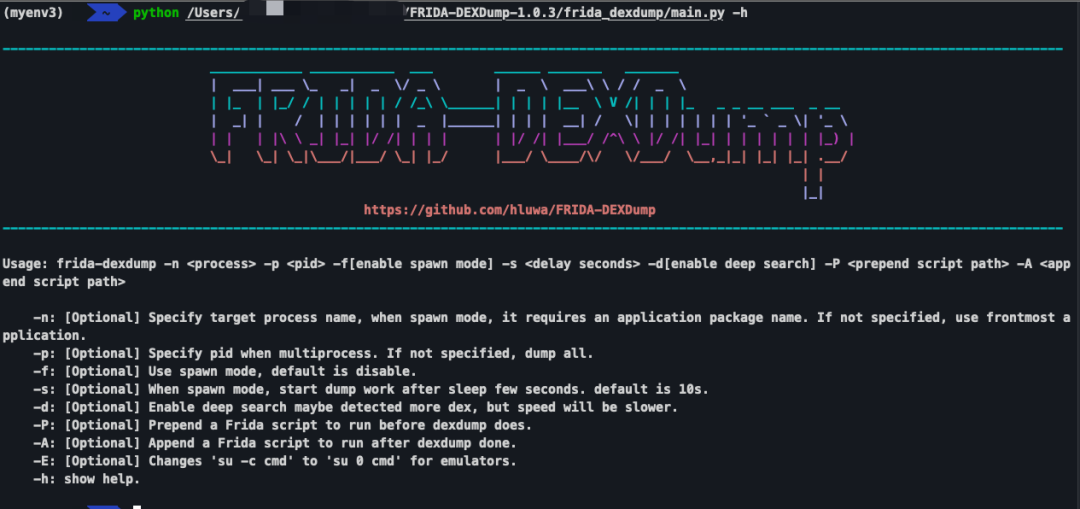 (myenv3) ~ python /Users/ /FRIDA-DEXDump-1.0.3/frida_dexdump/main.py -h
FRIDA-DEXDump
https://github.com/hluwa/FRIDA-DEXDump
Usage: frida-dexdump -n <process> -p <pid> -f[enable spawn mode] -s <delay seconds> -d[enable deep search] -P <prepend script path> -A <app
end script path>
-n: [Optional] Specify target process name, when spawn mode, it requires an application package name. If not specified, use frontmost a
pplication.
-p: [Optional] Specify pid when multiprocess. If not specified, dump all.
-f: [Optional] Use spawn mode, default is disable.
-s: [Optional] When spawn mode, start dump work after sleep few seconds. default is 10s.
-d: [Optional] Enable deep search maybe detected more dex, but speed will be slower.
-P: [Optional] Prepend a Frida script to run before dexdump does.
-A: [Optional] Append a Frida script to run after dexdump done.
-E: [Optional] Changes 'su -c cmd' to 'su 0 cmd' for emulators.
-h: show help.